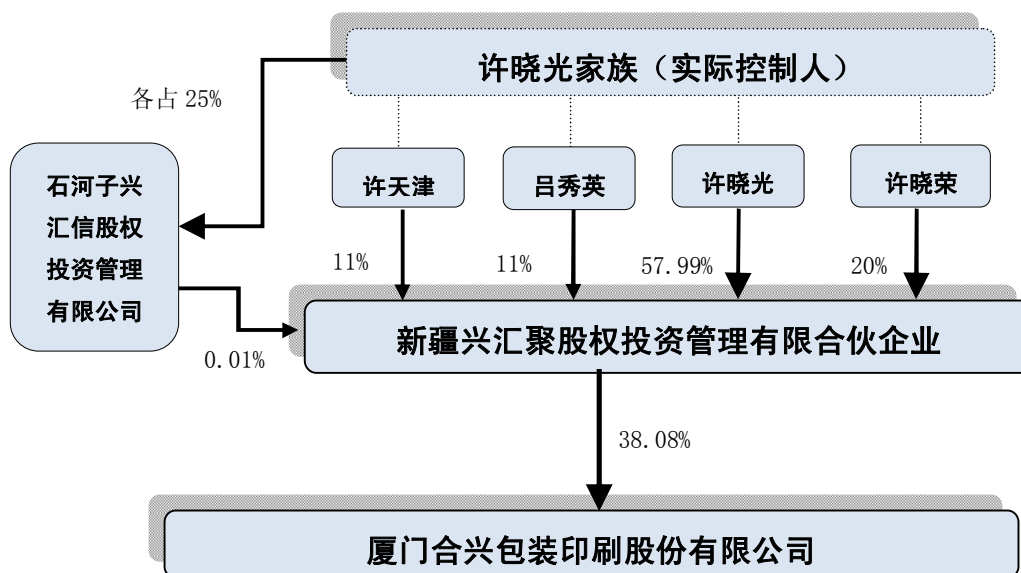 许晓光家族（实际控制人）
各占 25%
许天津
吕秀英
许晓光
许晓荣
石河子兴
汇信股权
投资管理
有限公司
11%
11%
57.99%
20%
0.01%
新疆兴汇聚股权投资管理有限合伙企业
38.08%
厦门合兴包装印刷股份有限公司